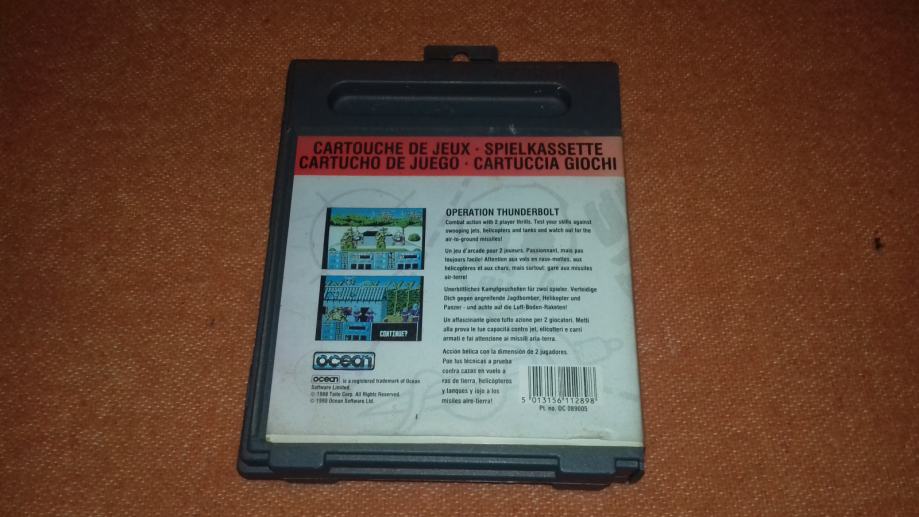 CARTOUCHE DE JEUX · SPIELKASSETTE
CARTUCHO DE JUEGO · CARTUCCIA GIOCHI
OPERATION THUNDERBOLT
Combat action with 2 player thrills. Test your skills against
swooping jets, helicopters and tanks and watch out for the
air-to-ground missiles!
Un jeu d'arcade pour 2 joueurs. Passionnant, mais pas
toujours facile! Attention aux vols en rase-mottes, aux
hélicoptères et aux chars, mais surtout: gare aux missiles
air-terre!
Unerbittliches Kampfgeschehen für zwei spieler. Verteidige
Dich gegen angreifende Jagdbomber, Helikopter und
Panzer - und achte auf die Luft-Boden-Raketen!
Un affascinante gioco tutto azione per 2 giocatori. Metti
alla prova le tue capacità contro jet, elicotteri e carri
armati e fai attenzione ai missili aria-terra.
Acción bélica con la dimensión de 2 jugadores.
Pon tus técnicas a prueba
contra cazas en vuelo a
ras de tierra, helicópteros
y tanques y ¡ojo a los
misiles aire-tierra!
CONTINUE?
ocean
ocean is a registered trademark of Ocean
Software Limited.
© 1988 Taito Corp. All Rights Reserved.
© 1990 Ocean Software Ltd.
5 013156 112898
Pt. no. OC 089005